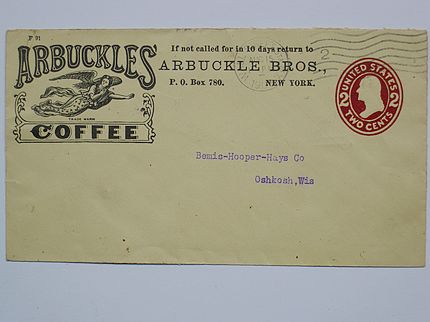 F 91
ARBUCKLES
TRADE MARK
COFFEE
If not called for in 10 days return to
ARBUCKLE BROS.,
P. O. Box 780. NEW YORK.
2
UNITED STATES
2 2
TWO CENTS
Bemis-Hooper-Hays Co
Oshkosh,Wis